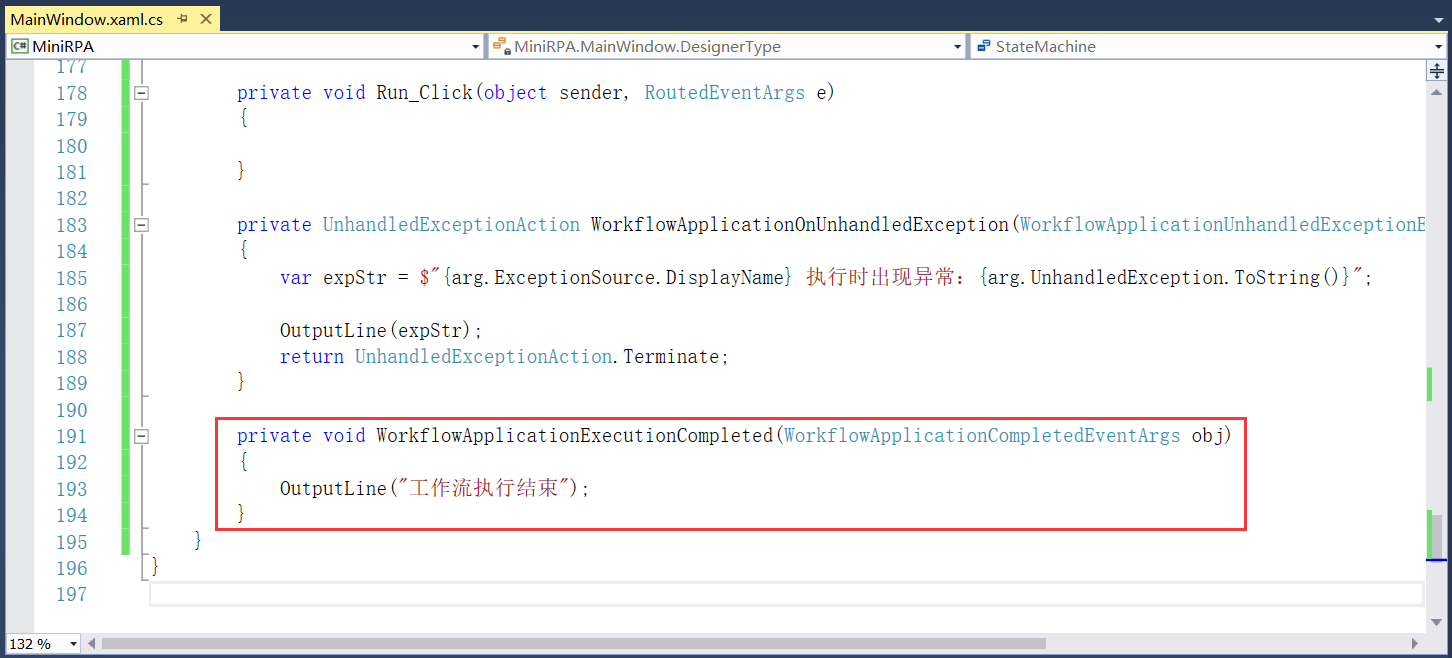 MainWindow.xaml.cs
C# MiniRPA
MiniRPA.MainWindow.DesignerType
StateMachine
177
178 private void Run_Click(object sender, RoutedEventArgs e)
179 {
180
181 }
182
183 private UnhandledExceptionAction WorkflowApplicationOnUnhandledException(WorkflowApplicationUnhandledExceptionE
184 {
185 var expStr = $"{arg.ExceptionSource.DisplayName} 执行时出现异常：{arg.UnhandledException.ToString()}";
186
187 OutputLine(expStr);
188 return UnhandledExceptionAction.Terminate;
189 }
190
191 private void WorkflowApplicationExecutionCompleted(WorkflowApplicationCompletedEventArgs obj)
192 {
193 OutputLine("工作流执行结束");
194 }
195 }
196 }
197
132 %